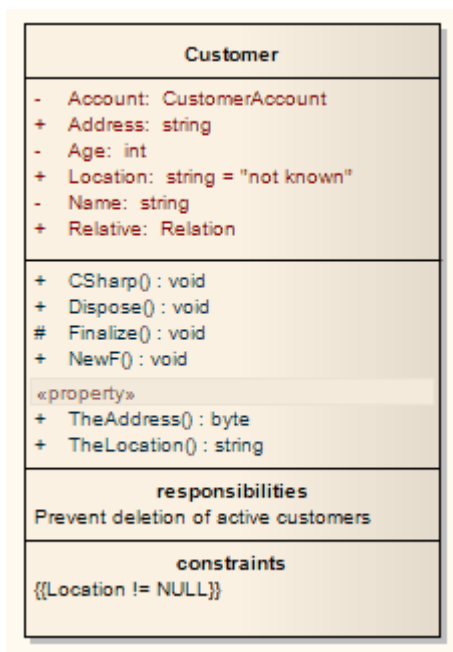 Customer
- Account: CustomerAccount
+ Address: string
- Age: int
+ Location: string = "not known"
- Name: string
+ Relative: Relation
+ CSharp() : void
+ Dispose() : void
# Finalize() : void
+ NewF() : void
«property»
+ TheAddress() : byte
+ TheLocation() : string
responsibilities
Prevent deletion of active customers
constraints
{{Location != NULL}}